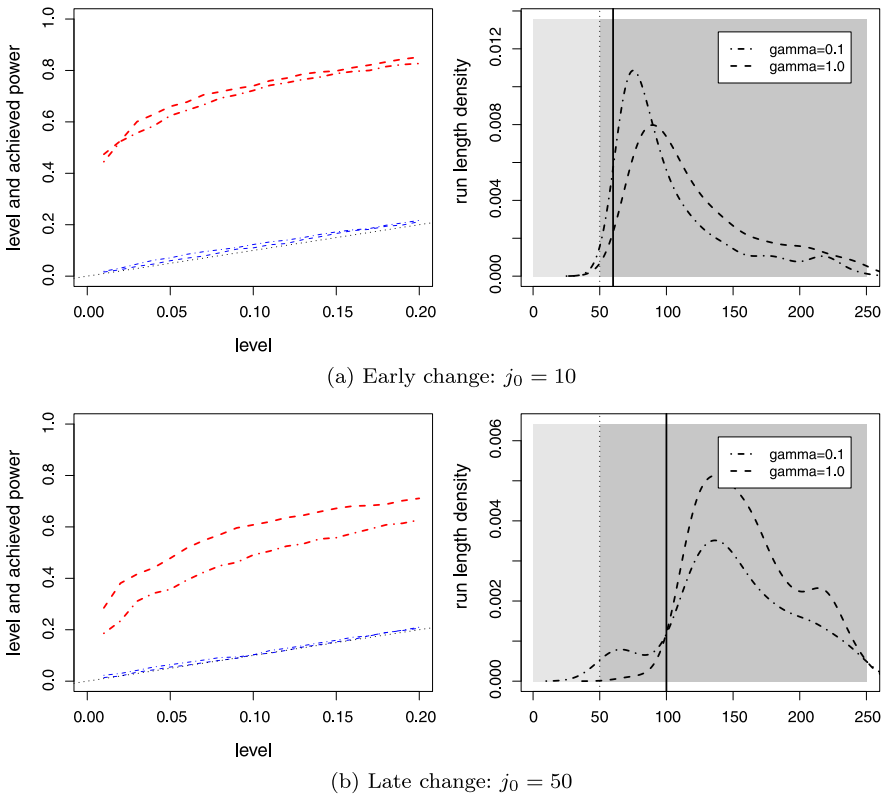 level and achieved power
0.0 0.2 0.4 0.6 0.8 1.0
0.00 0.05 0.10 0.15 0.20
level
run length density
0.000 0.004 0.008 0.012
gamma=0.1
gamma=1.0
0 50 100 150 200 250
(a) Early change: j₀ = 10
level and achieved power
0.0 0.2 0.4 0.6 0.8 1.0
0.00 0.05 0.10 0.15 0.20
level
run length density
0.000 0.002 0.004 0.006
gamma=0.1
gamma=1.0
0 50 100 150 200 250
(b) Late change: j₀ = 50